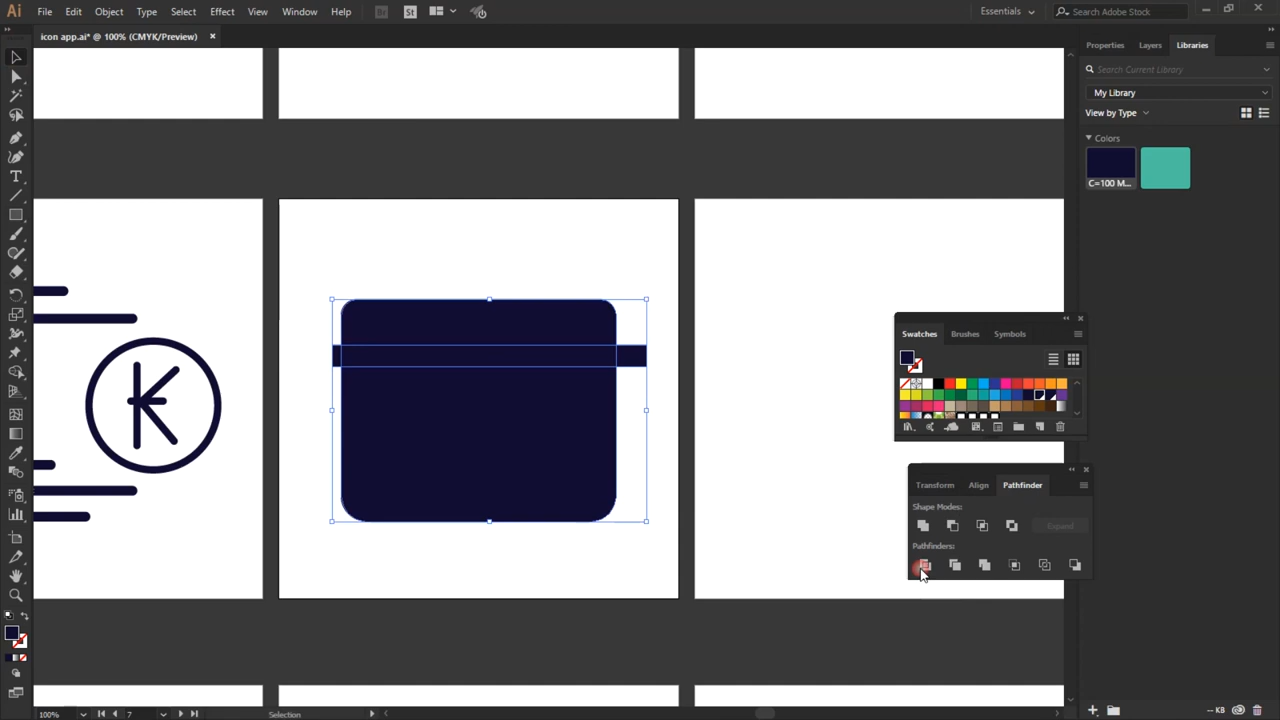 Ai File Edit Object Type Select Effect View Window Help Br St Essentials Search Adobe Stock
icon app.ai* @ 100% (CMYK/Preview)
Properties Layers Libraries
Search Current Library
My Library
View by Type
Colors
C=100 M...
Swatches Brushes Symbols
Transform Align Pathfinder
Shape Modes:
Expand
Pathfinders:
100% 7 Selection -- KB